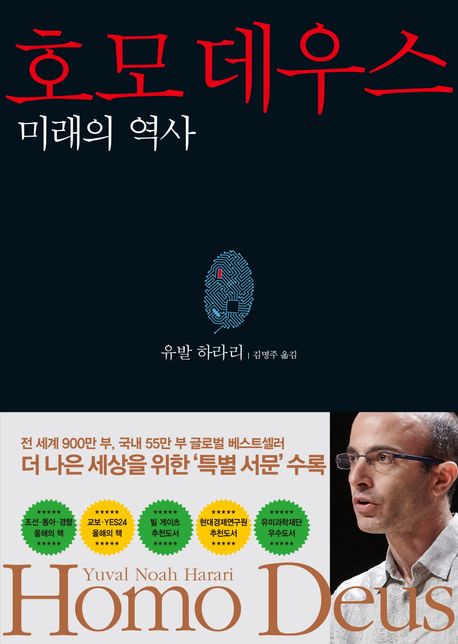 호모 데우스
미래의 역사
유발 하라리 | 김명주 옮김
전 세계 900만 부, 국내 55만 부 글로벌 베스트셀러
더 나은 세상을 위한 ‘특별 서문’ 수록
조선·동아·경향
올해의 책
교보·YES24
올해의 책
빌 게이츠
추천도서
현대경제연구원
추천도서
유미과학재단
우수도서
Yuval Noah Harari
Homo Deus